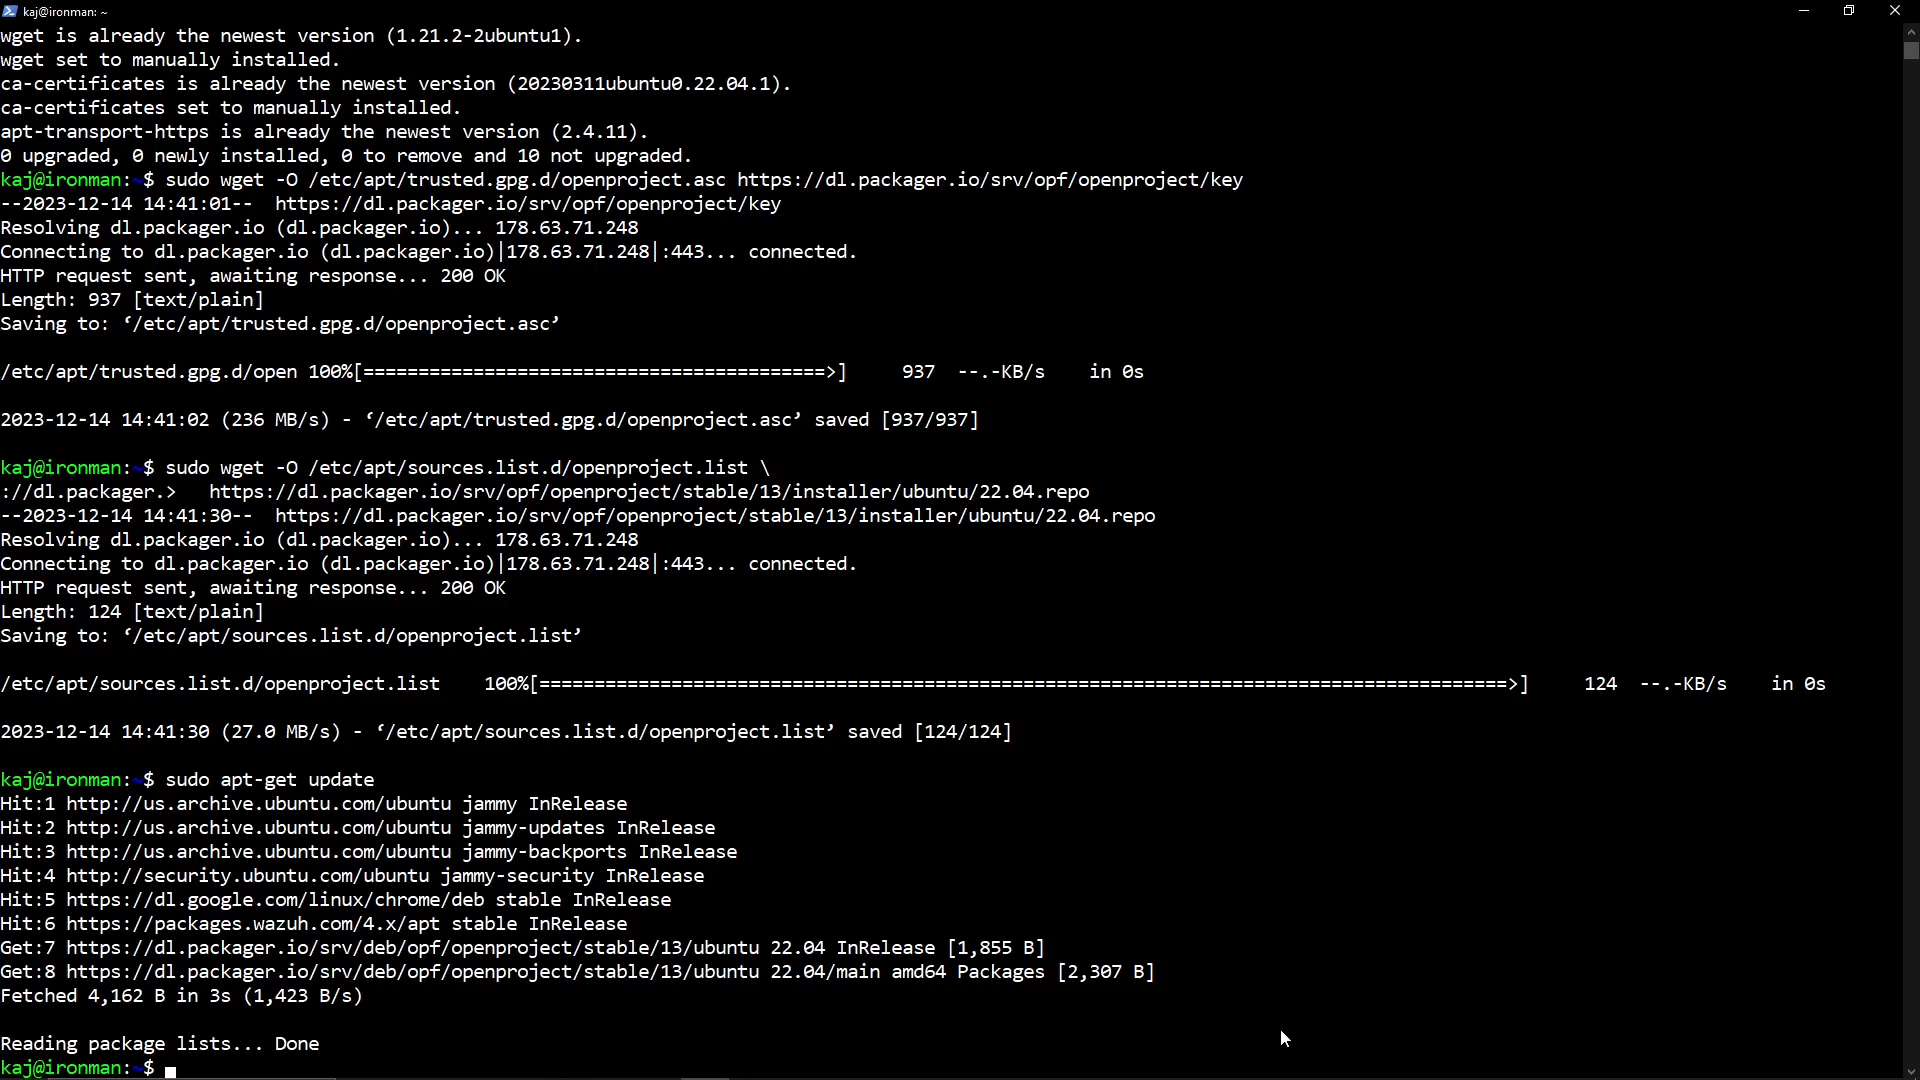 kaj@ironman: ~
wget is already the newest version (1.21.2-2ubuntu1).
wget set to manually installed.
ca-certificates is already the newest version (20230311ubuntu0.22.04.1).
ca-certificates set to manually installed.
apt-transport-https is already the newest version (2.4.11).
0 upgraded, 0 newly installed, 0 to remove and 10 not upgraded.
kaj@ironman:~$ sudo wget -O /etc/apt/trusted.gpg.d/openproject.asc https://dl.packager.io/srv/opf/openproject/key
--2023-12-14 14:41:01--  https://dl.packager.io/srv/opf/openproject/key
Resolving dl.packager.io (dl.packager.io)... 178.63.71.248
Connecting to dl.packager.io (dl.packager.io)|178.63.71.248|:443... connected.
HTTP request sent, awaiting response... 200 OK
Length: 937 [text/plain]
Saving to: ‘/etc/apt/trusted.gpg.d/openproject.asc’
/etc/apt/trusted.gpg.d/open 100%[==========================================>]     937  --.-KB/s    in 0s
2023-12-14 14:41:02 (236 MB/s) - ‘/etc/apt/trusted.gpg.d/openproject.asc’ saved [937/937]
kaj@ironman:~$ sudo wget -O /etc/apt/sources.list.d/openproject.list \
://dl.packager.>   https://dl.packager.io/srv/opf/openproject/stable/13/installer/ubuntu/22.04.repo
--2023-12-14 14:41:30--  https://dl.packager.io/srv/opf/openproject/stable/13/installer/ubuntu/22.04.repo
Resolving dl.packager.io (dl.packager.io)... 178.63.71.248
Connecting to dl.packager.io (dl.packager.io)|178.63.71.248|:443... connected.
HTTP request sent, awaiting response... 200 OK
Length: 124 [text/plain]
Saving to: ‘/etc/apt/sources.list.d/openproject.list’
/etc/apt/sources.list.d/openproject.list    100%[========================================================================================>]     124  --.-KB/s    in 0s
2023-12-14 14:41:30 (27.0 MB/s) - ‘/etc/apt/sources.list.d/openproject.list’ saved [124/124]
kaj@ironman:~$ sudo apt-get update
Hit:1 http://us.archive.ubuntu.com/ubuntu jammy InRelease
Hit:2 http://us.archive.ubuntu.com/ubuntu jammy-updates InRelease
Hit:3 http://us.archive.ubuntu.com/ubuntu jammy-backports InRelease
Hit:4 http://security.ubuntu.com/ubuntu jammy-security InRelease
Hit:5 https://dl.google.com/linux/chrome/deb stable InRelease
Hit:6 https://packages.wazuh.com/4.x/apt stable InRelease
Get:7 https://dl.packager.io/srv/deb/opf/openproject/stable/13/ubuntu 22.04 InRelease [1,855 B]
Get:8 https://dl.packager.io/srv/deb/opf/openproject/stable/13/ubuntu 22.04/main amd64 Packages [2,307 B]
Fetched 4,162 B in 3s (1,423 B/s)
Reading package lists... Done
kaj@ironman:~$